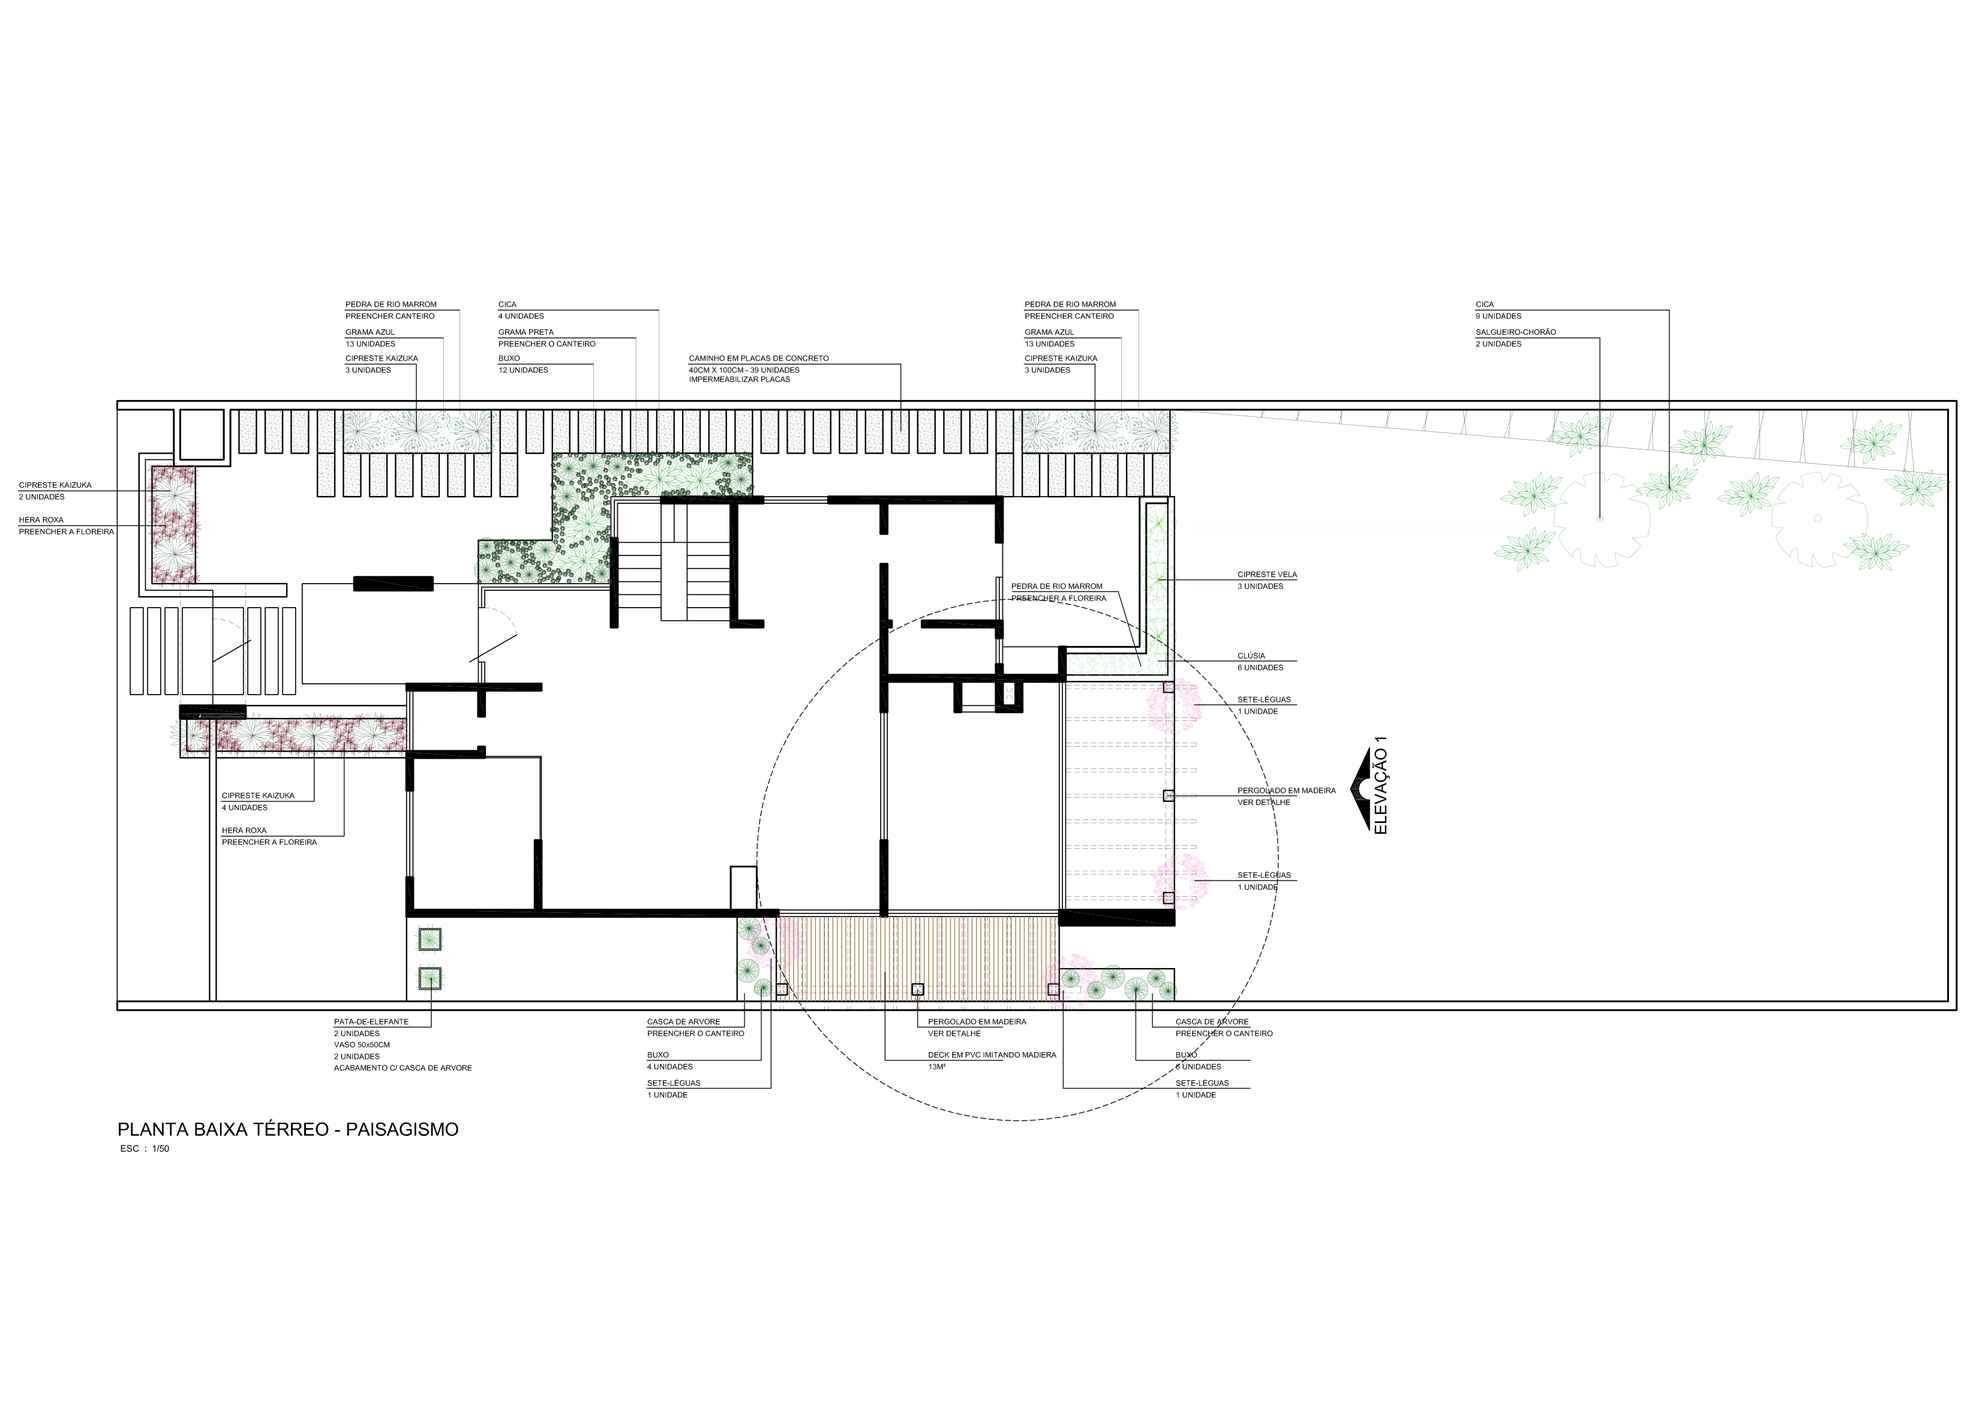 PEDRA DE RIO MARROM
PREENCHER CANTEIRO
GRAMA AZUL
13 UNIDADES
CIPRESTE KAIZUKA
3 UNIDADES
CICA
4 UNIDADES
GRAMA PRETA
PREENCHER O CANTEIRO
BUXO
12 UNIDADES
CAMINHO EM PLACAS DE CONCRETO
40CM X 100CM - 39 UNIDADES
IMPERMEABILIZAR PLACAS
PEDRA DE RIO MARROM
PREENCHER CANTEIRO
GRAMA AZUL
13 UNIDADES
CIPRESTE KAIZUKA
3 UNIDADES
CICA
9 UNIDADES
SALGUEIRO-CHORÃO
2 UNIDADES
CIPRESTE KAIZUKA
2 UNIDADES
HERA ROXA
PREENCHER A FLOREIRA
PEDRA DE RIO MARROM
PREENCHER A FLOREIRA
CIPRESTE VELA
3 UNIDADES
CLÚSIA
6 UNIDADES
SETE-LÉGUAS
1 UNIDADE
PERGOLADO EM MADEIRA
VER DETALHE
SETE-LÉGUAS
1 UNIDADE
ELEVAÇÃO 1
CIPRESTE KAIZUKA
4 UNIDADES
HERA ROXA
PREENCHER A FLOREIRA
PATA-DE-ELEFANTE
2 UNIDADES
VASO 50x50CM
2 UNIDADES
ACABAMENTO C/ CASCA DE ARVORE
CASCA DE ARVORE
PREENCHER O CANTEIRO
BUXO
4 UNIDADES
SETE-LÉGUAS
1 UNIDADE
PERGOLADO EM MADEIRA
VER DETALHE
DECK EM PVC IMITANDO MADIERA
13M²
CASCA DE ARVORE
PREENCHER O CANTEIRO
BUXO
6 UNIDADES
SETE-LÉGUAS
1 UNIDADE
PLANTA BAIXA TÉRREO - PAISAGISMO
ESC : 1/50